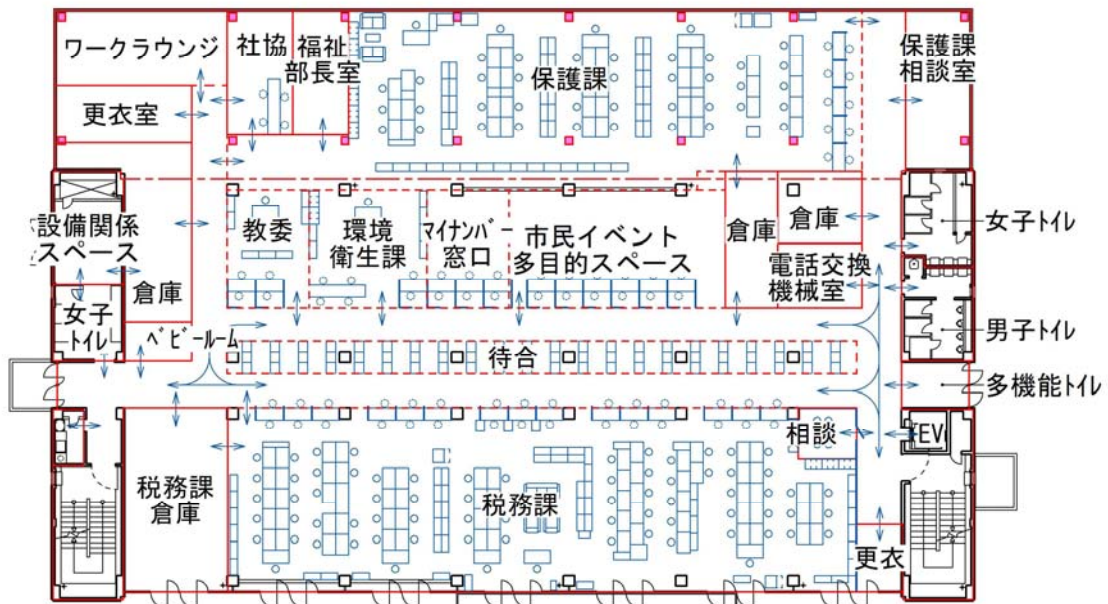 ワークラウンジ
社協
福祉
部長室
保護課
保護課
相談室
更衣室
設備関係
スペース
教委
環境
衛生課
マイナンバー
窓口
市民イベント
多目的スペース
倉庫
倉庫
電話交換
機械室
女子トイレ
倉庫
女子
トイレ
ベビールーム
男子トイレ
待合
多機能トイレ
相談
EV
税務課
倉庫
税務課
更衣